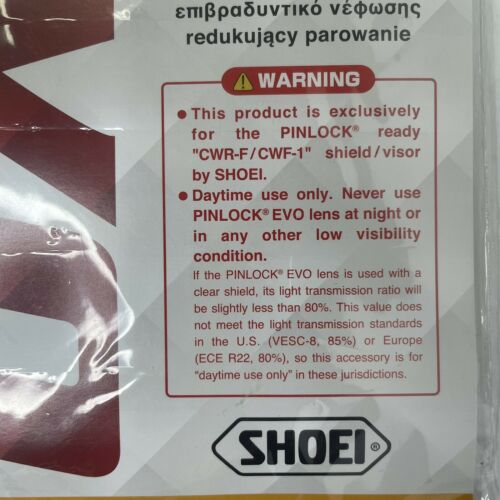 επιβραδυντικό νέφωσης
redukujący parowanie
WARNING
● This product is exclusively
for the PINLOCK® ready
"CWR-F/CWF-1" shield/visor
by SHOEI.
● Daytime use only. Never use
PINLOCK® EVO lens at night or
in any other low visibility
condition.
If the PINLOCK® EVO lens is used with a
clear shield, its light transmission ratio will
be slightly less than 80%. This value does
not meet the light transmission standards
in the U.S. (VESC-8, 85%) or Europe
(ECE R22, 80%), so this accessory is for
“daytime use only” in these jurisdictions.
SHOEI®